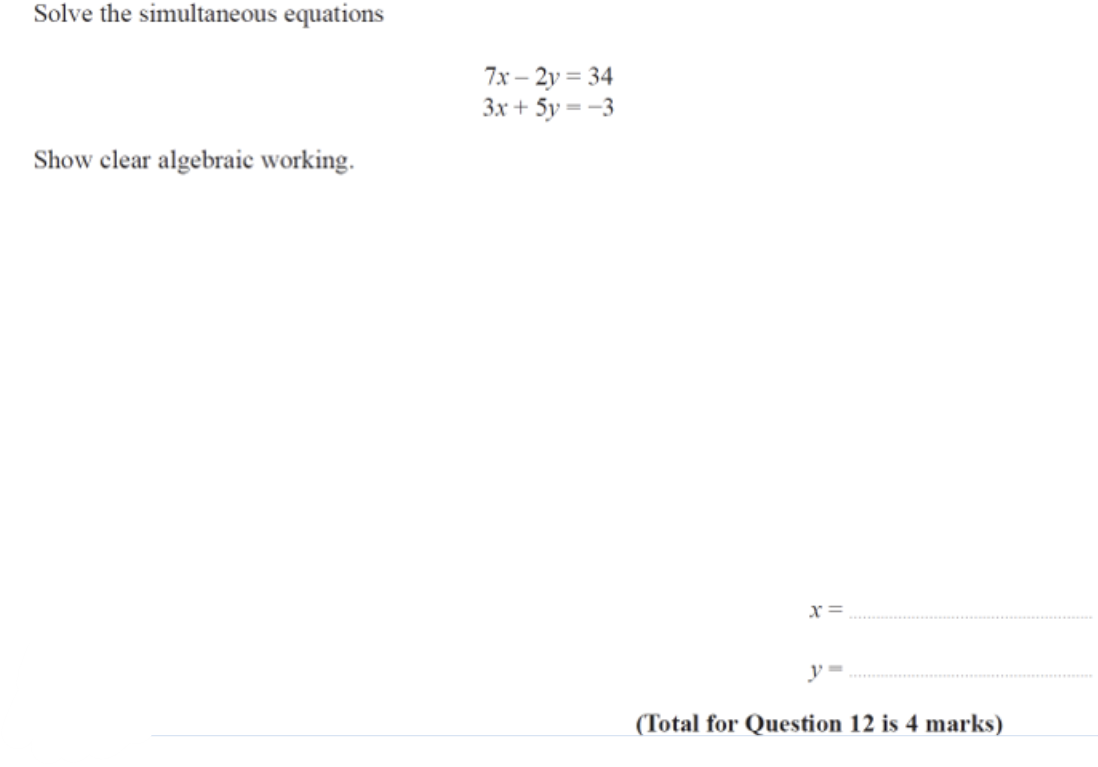 Solve the simultaneous equations
7x – 2y = 34
3x + 5y = –3
Show clear algebraic working.
x =
y =
(Total for Question 12 is 4 marks)